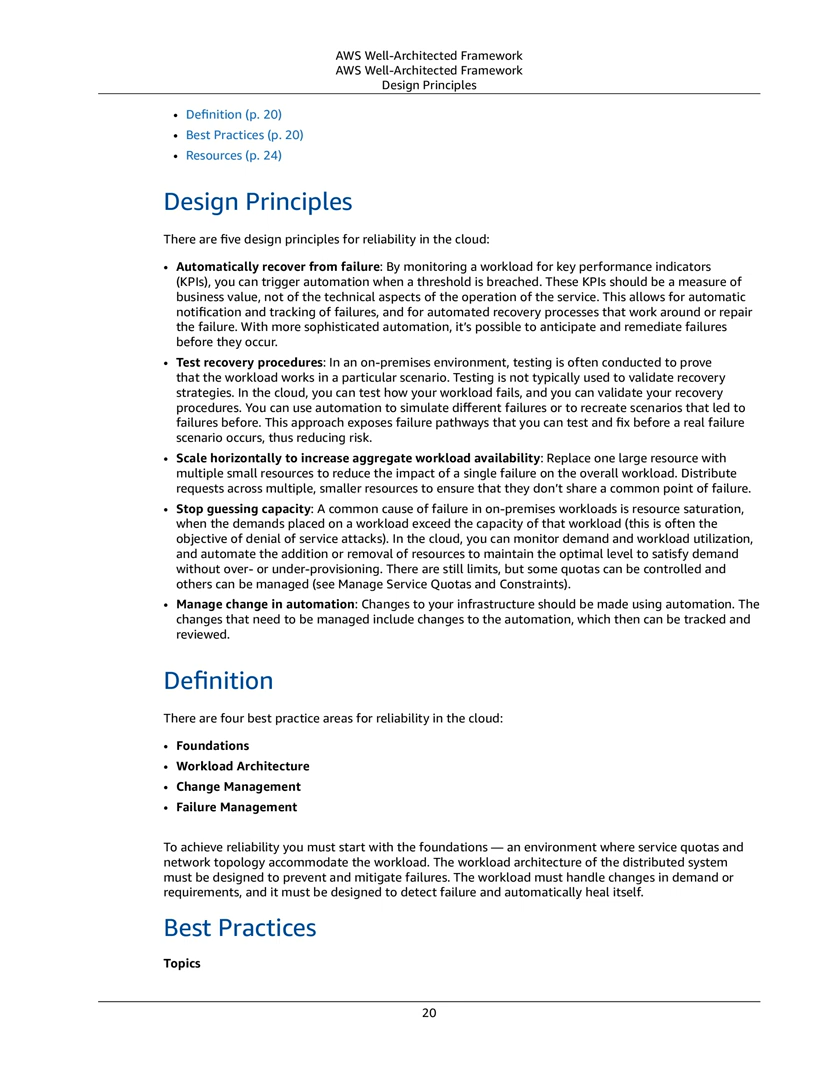 AWS Well-Architected Framework
AWS Well-Architected Framework
Design Principles
• Definition (p. 20)
• Best Practices (p. 20)
• Resources (p. 24)
Design Principles
There are five design principles for reliability in the cloud:
• Automatically recover from failure: By monitoring a workload for key performance indicators
(KPIs), you can trigger automation when a threshold is breached. These KPIs should be a measure of
business value, not of the technical aspects of the operation of the service. This allows for automatic
notification and tracking of failures, and for automated recovery processes that work around or repair
the failure. With more sophisticated automation, it’s possible to anticipate and remediate failures
before they occur.
• Test recovery procedures: In an on-premises environment, testing is often conducted to prove
that the workload works in a particular scenario. Testing is not typically used to validate recovery
strategies. In the cloud, you can test how your workload fails, and you can validate your recovery
procedures. You can use automation to simulate different failures or to recreate scenarios that led to
failures before. This approach exposes failure pathways that you can test and fix before a real failure
scenario occurs, thus reducing risk.
• Scale horizontally to increase aggregate workload availability: Replace one large resource with
multiple small resources to reduce the impact of a single failure on the overall workload. Distribute
requests across multiple, smaller resources to ensure that they don’t share a common point of failure.
• Stop guessing capacity: A common cause of failure in on-premises workloads is resource saturation,
when the demands placed on a workload exceed the capacity of that workload (this is often the
objective of denial of service attacks). In the cloud, you can monitor demand and workload utilization,
and automate the addition or removal of resources to maintain the optimal level to satisfy demand
without over- or under-provisioning. There are still limits, but some quotas can be controlled and
others can be managed (see Manage Service Quotas and Constraints).
• Manage change in automation: Changes to your infrastructure should be made using automation. The
changes that need to be managed include changes to the automation, which then can be tracked and
reviewed.
Definition
There are four best practice areas for reliability in the cloud:
• Foundations
• Workload Architecture
• Change Management
• Failure Management
To achieve reliability you must start with the foundations — an environment where service quotas and
network topology accommodate the workload. The workload architecture of the distributed system
must be designed to prevent and mitigate failures. The workload must handle changes in demand or
requirements, and it must be designed to detect failure and automatically heal itself.
Best Practices
Topics
20